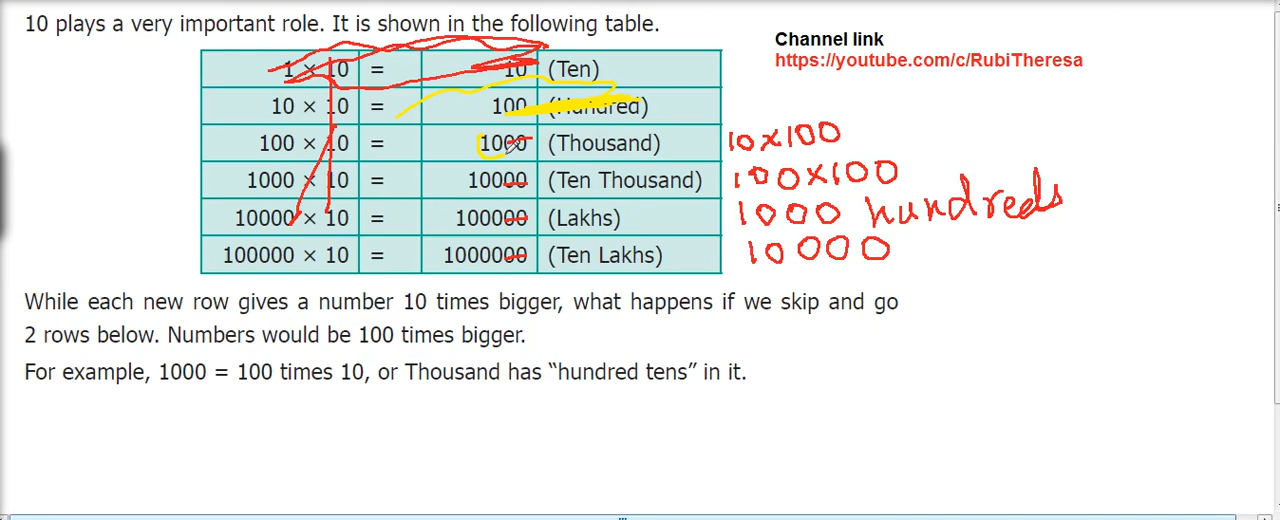 10 plays a very important role. It is shown in the following table.
Channel link
https://youtube.com/c/RubiTheresa
1 × 10 = 10 (Ten)
10 × 10 = 100 (Hundred)
100 × 10 = 1000 (Thousand) 10×100
1000 × 10 = 10000 (Ten Thousand) 100×100
10000 × 10 = 100000 (Lakhs) 1000 hundreds
100000 × 10 = 1000000 (Ten Lakhs) 10000
While each new row gives a number 10 times bigger, what happens if we skip and go
2 rows below. Numbers would be 100 times bigger.
For example, 1000 = 100 times 10, or Thousand has “hundred tens” in it.